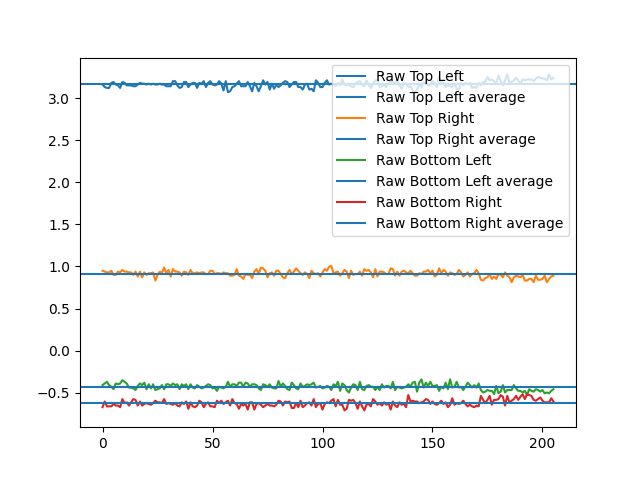 Raw Top Left
Raw Top Left average
Raw Top Right
Raw Top Right average
Raw Bottom Left
Raw Bottom Left average
Raw Bottom Right
Raw Bottom Right average
3.0
2.5
2.0
1.5
1.0
0.5
0.0
−0.5
0 50 100 150 200